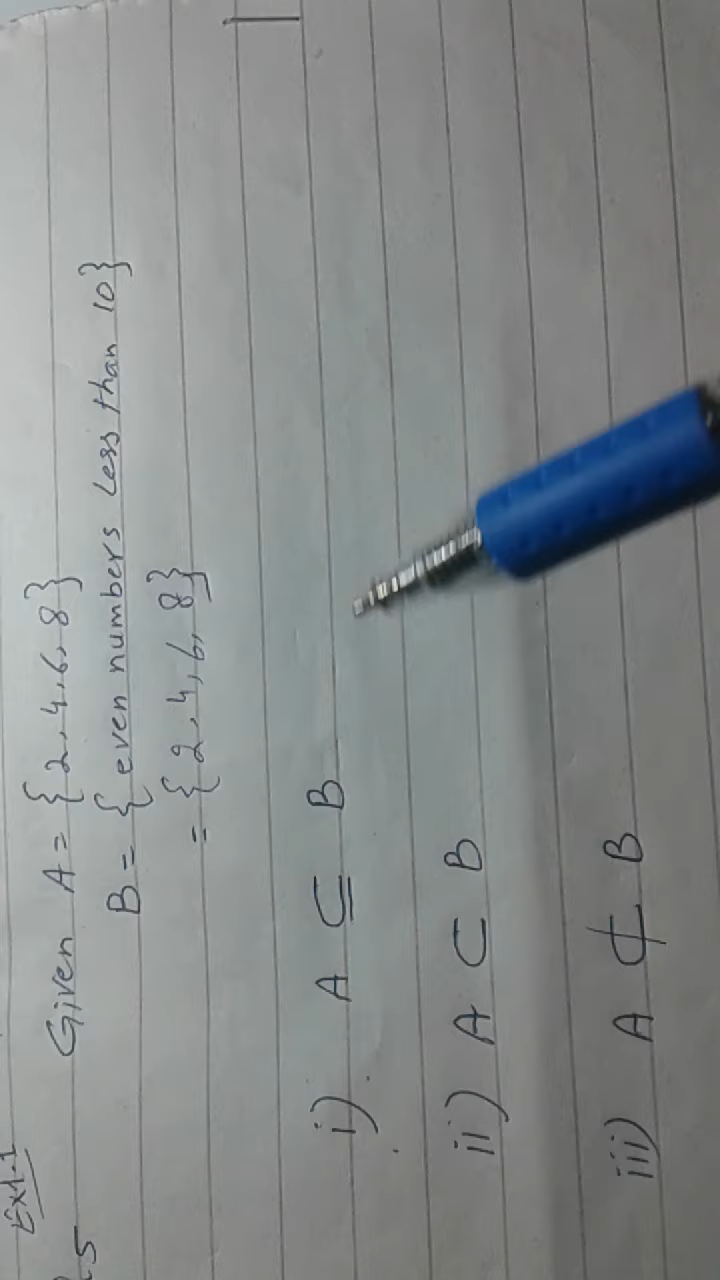 Ex1.1
5 Given A = {2,4,6,8}
B = {even numbers less than 10}
= {2,4,6,8}
i). A ⊆ B
ii) A ⊂ B
iii) A ⊄ B